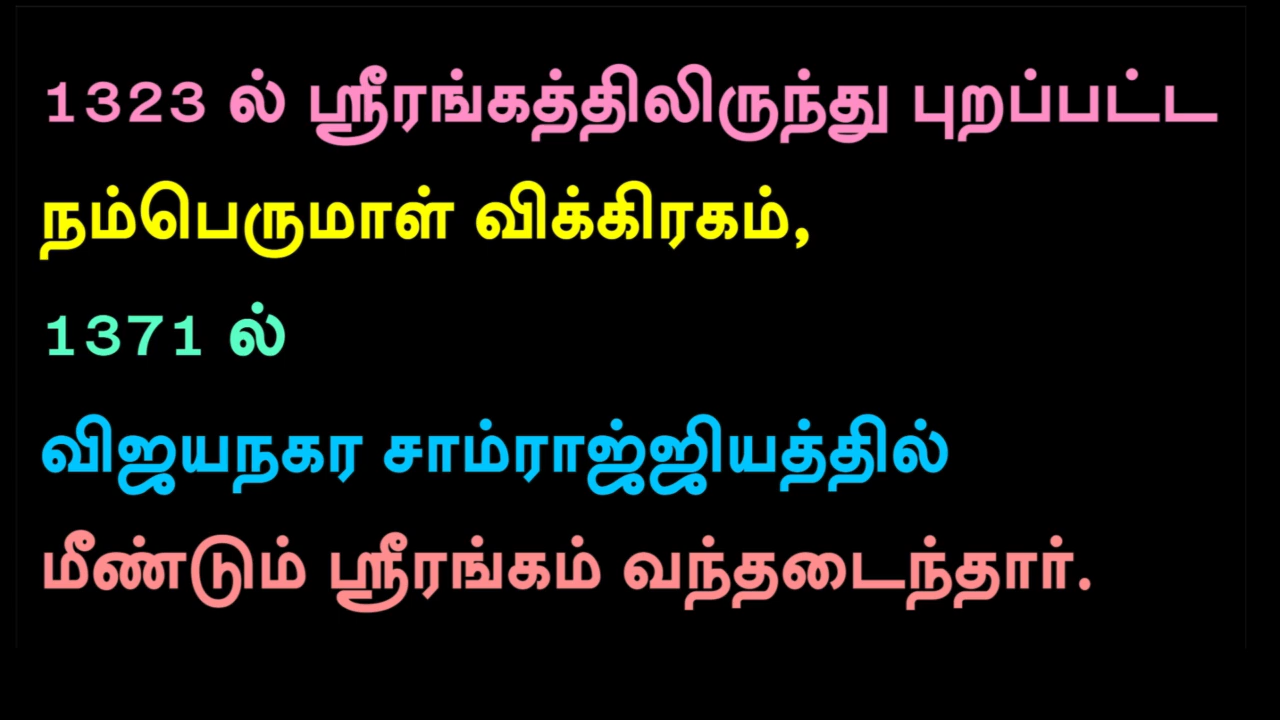 1323 ல் ஸ்ரீரங்கத்திலிருந்து புறப்பட்ட
நம்பெருமாள் விக்கிரகம்,
1371 ல்
விஜயநகர சாம்ராஜ்ஜியத்தில்
மீண்டும் ஸ்ரீரங்கம் வந்தடைந்தார்.